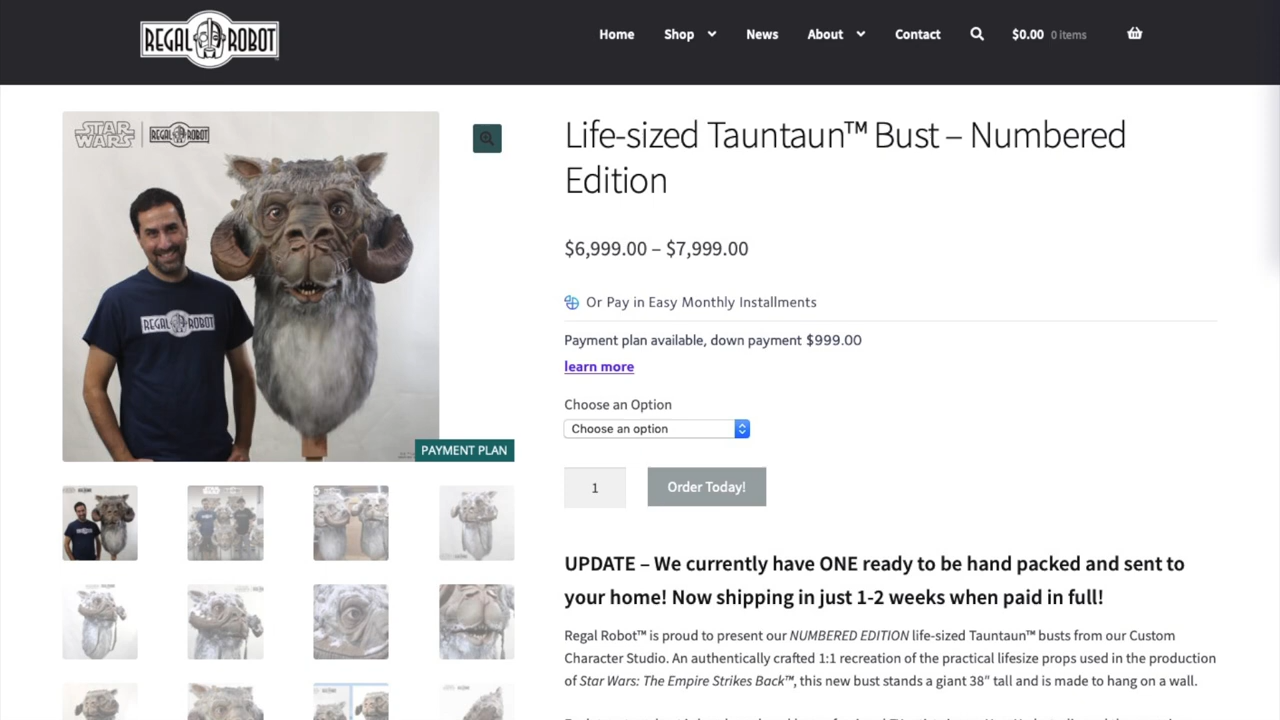 REGAL ROBOT
Home
Shop
News
About
Contact
$0.00 0 items
STAR WARS
REGAL ROBOT
REGAL ROBOT
PAYMENT PLAN
Life-sized Tauntaun™ Bust – Numbered
Edition
$6,999.00 – $7,999.00
Or Pay in Easy Monthly Installments
Payment plan available, down payment $999.00
learn more
Choose an Option
Choose an option
1
Order Today!
UPDATE – We currently have ONE ready to be hand packed and sent to
your home! Now shipping in just 1-2 weeks when paid in full!
Regal Robot™ is proud to present our NUMBERED EDITION life-sized Tauntaun™ busts from our Custom
Character Studio. An authentically crafted 1:1 recreation of the practical lifesize props used in the production
of Star Wars: The Empire Strikes Back™, this new bust stands a giant 38″ tall and is made to hang on a wall.